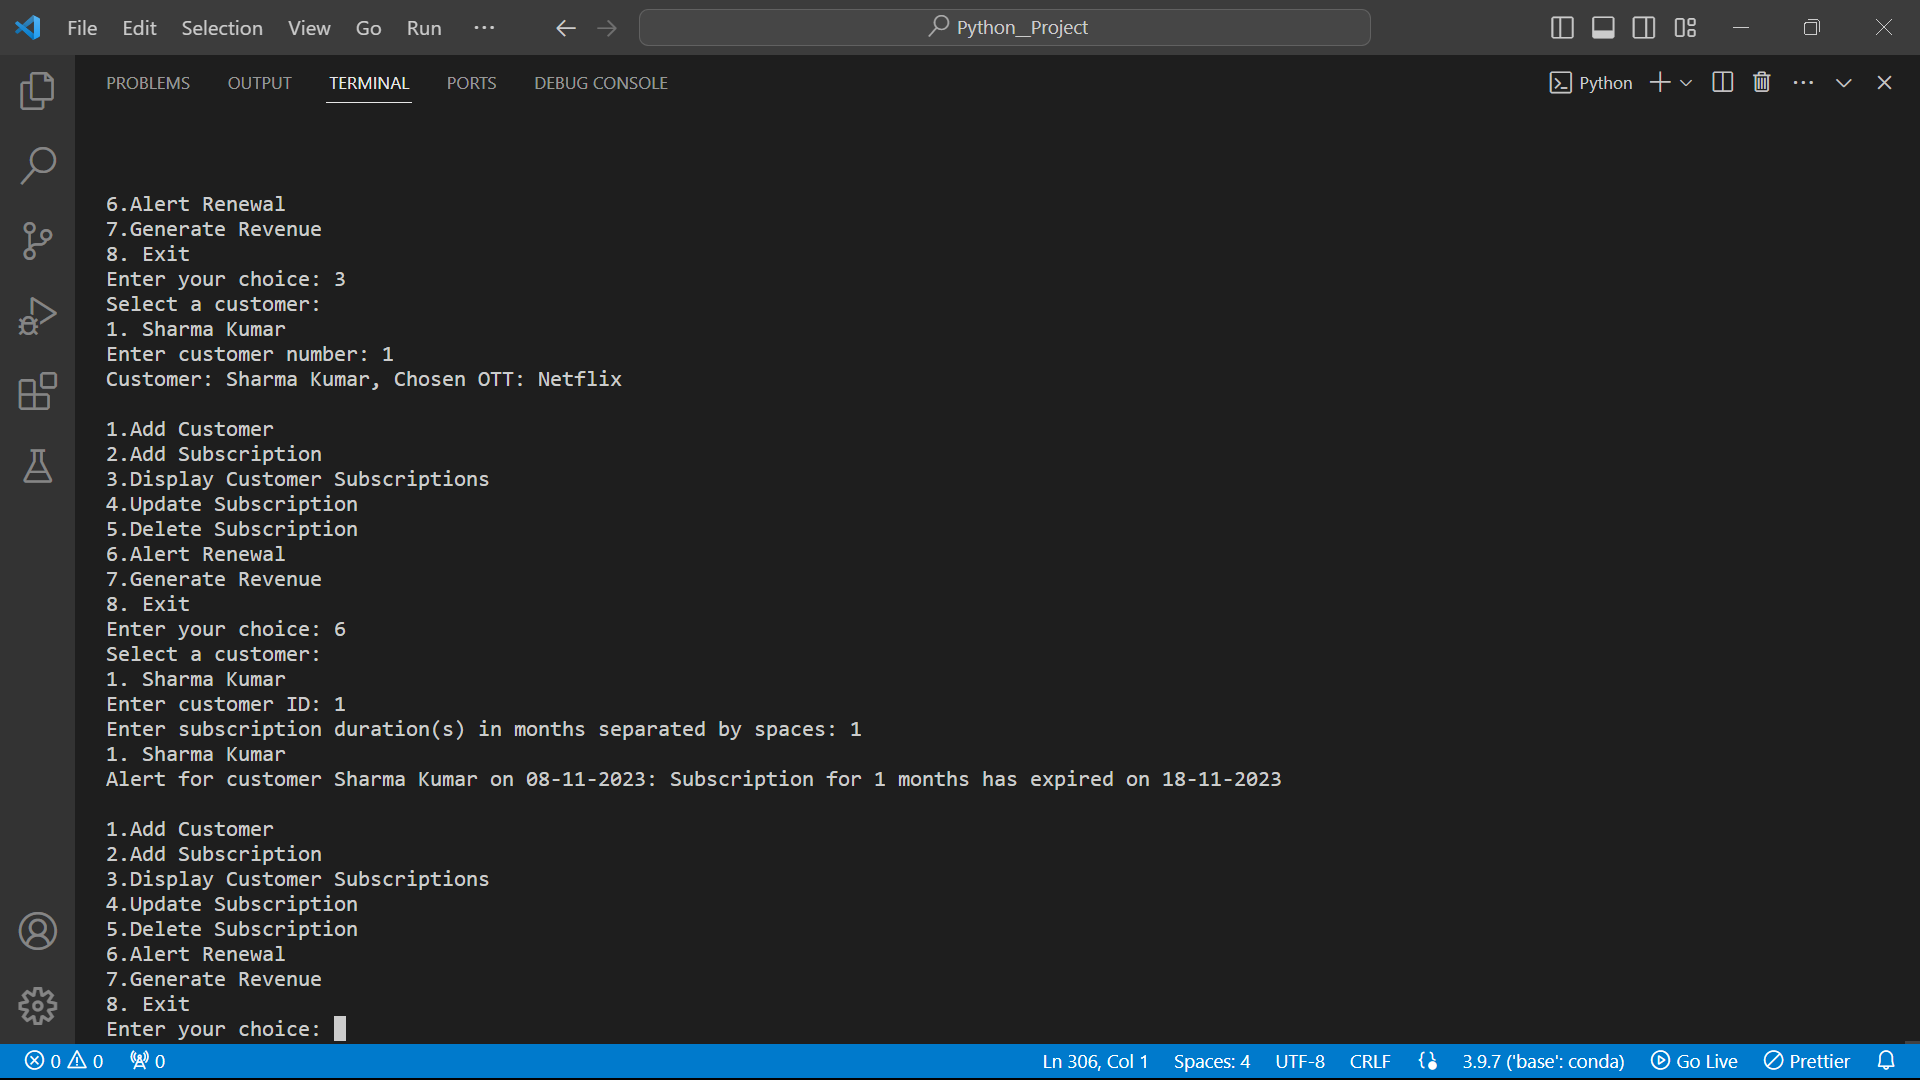 File Edit Selection View Go Run ··· Python__Project
PROBLEMS OUTPUT TERMINAL PORTS DEBUG CONSOLE Python
6.Alert Renewal
7.Generate Revenue
8. Exit
Enter your choice: 3
Select a customer:
1. Sharma Kumar
Enter customer number: 1
Customer: Sharma Kumar, Chosen OTT: Netflix
1.Add Customer
2.Add Subscription
3.Display Customer Subscriptions
4.Update Subscription
5.Delete Subscription
6.Alert Renewal
7.Generate Revenue
8. Exit
Enter your choice: 6
Select a customer:
1. Sharma Kumar
Enter customer ID: 1
Enter subscription duration(s) in months separated by spaces: 1
1. Sharma Kumar
Alert for customer Sharma Kumar on 08-11-2023: Subscription for 1 months has expired on 18-11-2023
1.Add Customer
2.Add Subscription
3.Display Customer Subscriptions
4.Update Subscription
5.Delete Subscription
6.Alert Renewal
7.Generate Revenue
8. Exit
Enter your choice:
0 0 0 Ln 306, Col 1 Spaces: 4 UTF-8 CRLF 3.9.7 ('base': conda) Go Live Prettier